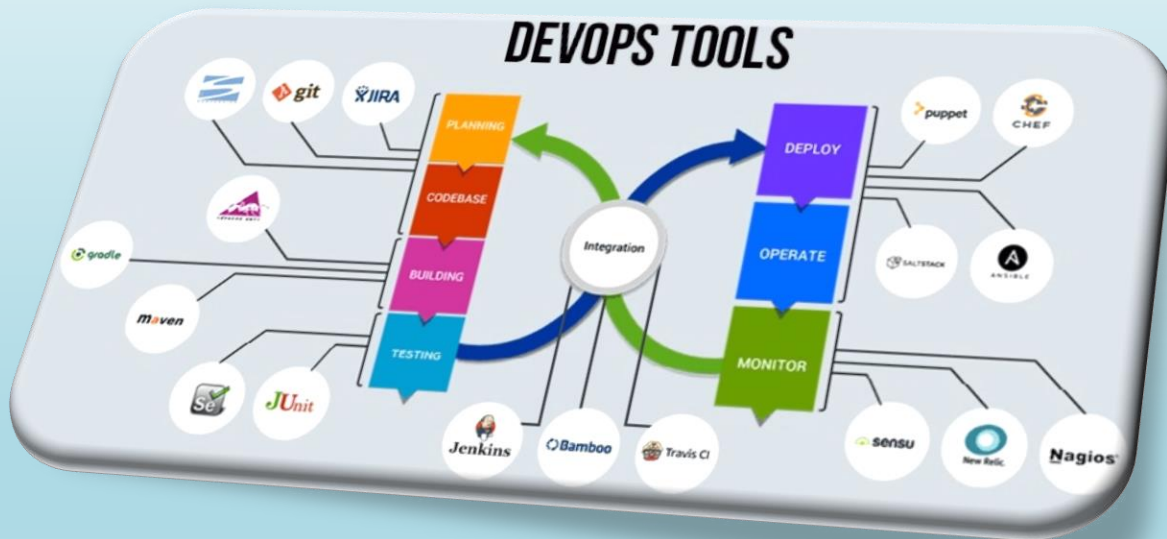 DEVOPS TOOLS
git
JIRA
PLANNING
CODEBASE
BUILDING
TESTING
gradle
maven
Se
JUnit
Integration
Jenkins
Bamboo
Travis CI
DEPLOY
OPERATE
MONITOR
puppet
CHEF
SALTSTACK
A
ANSIBLE
sensu
New Relic.
Nagios